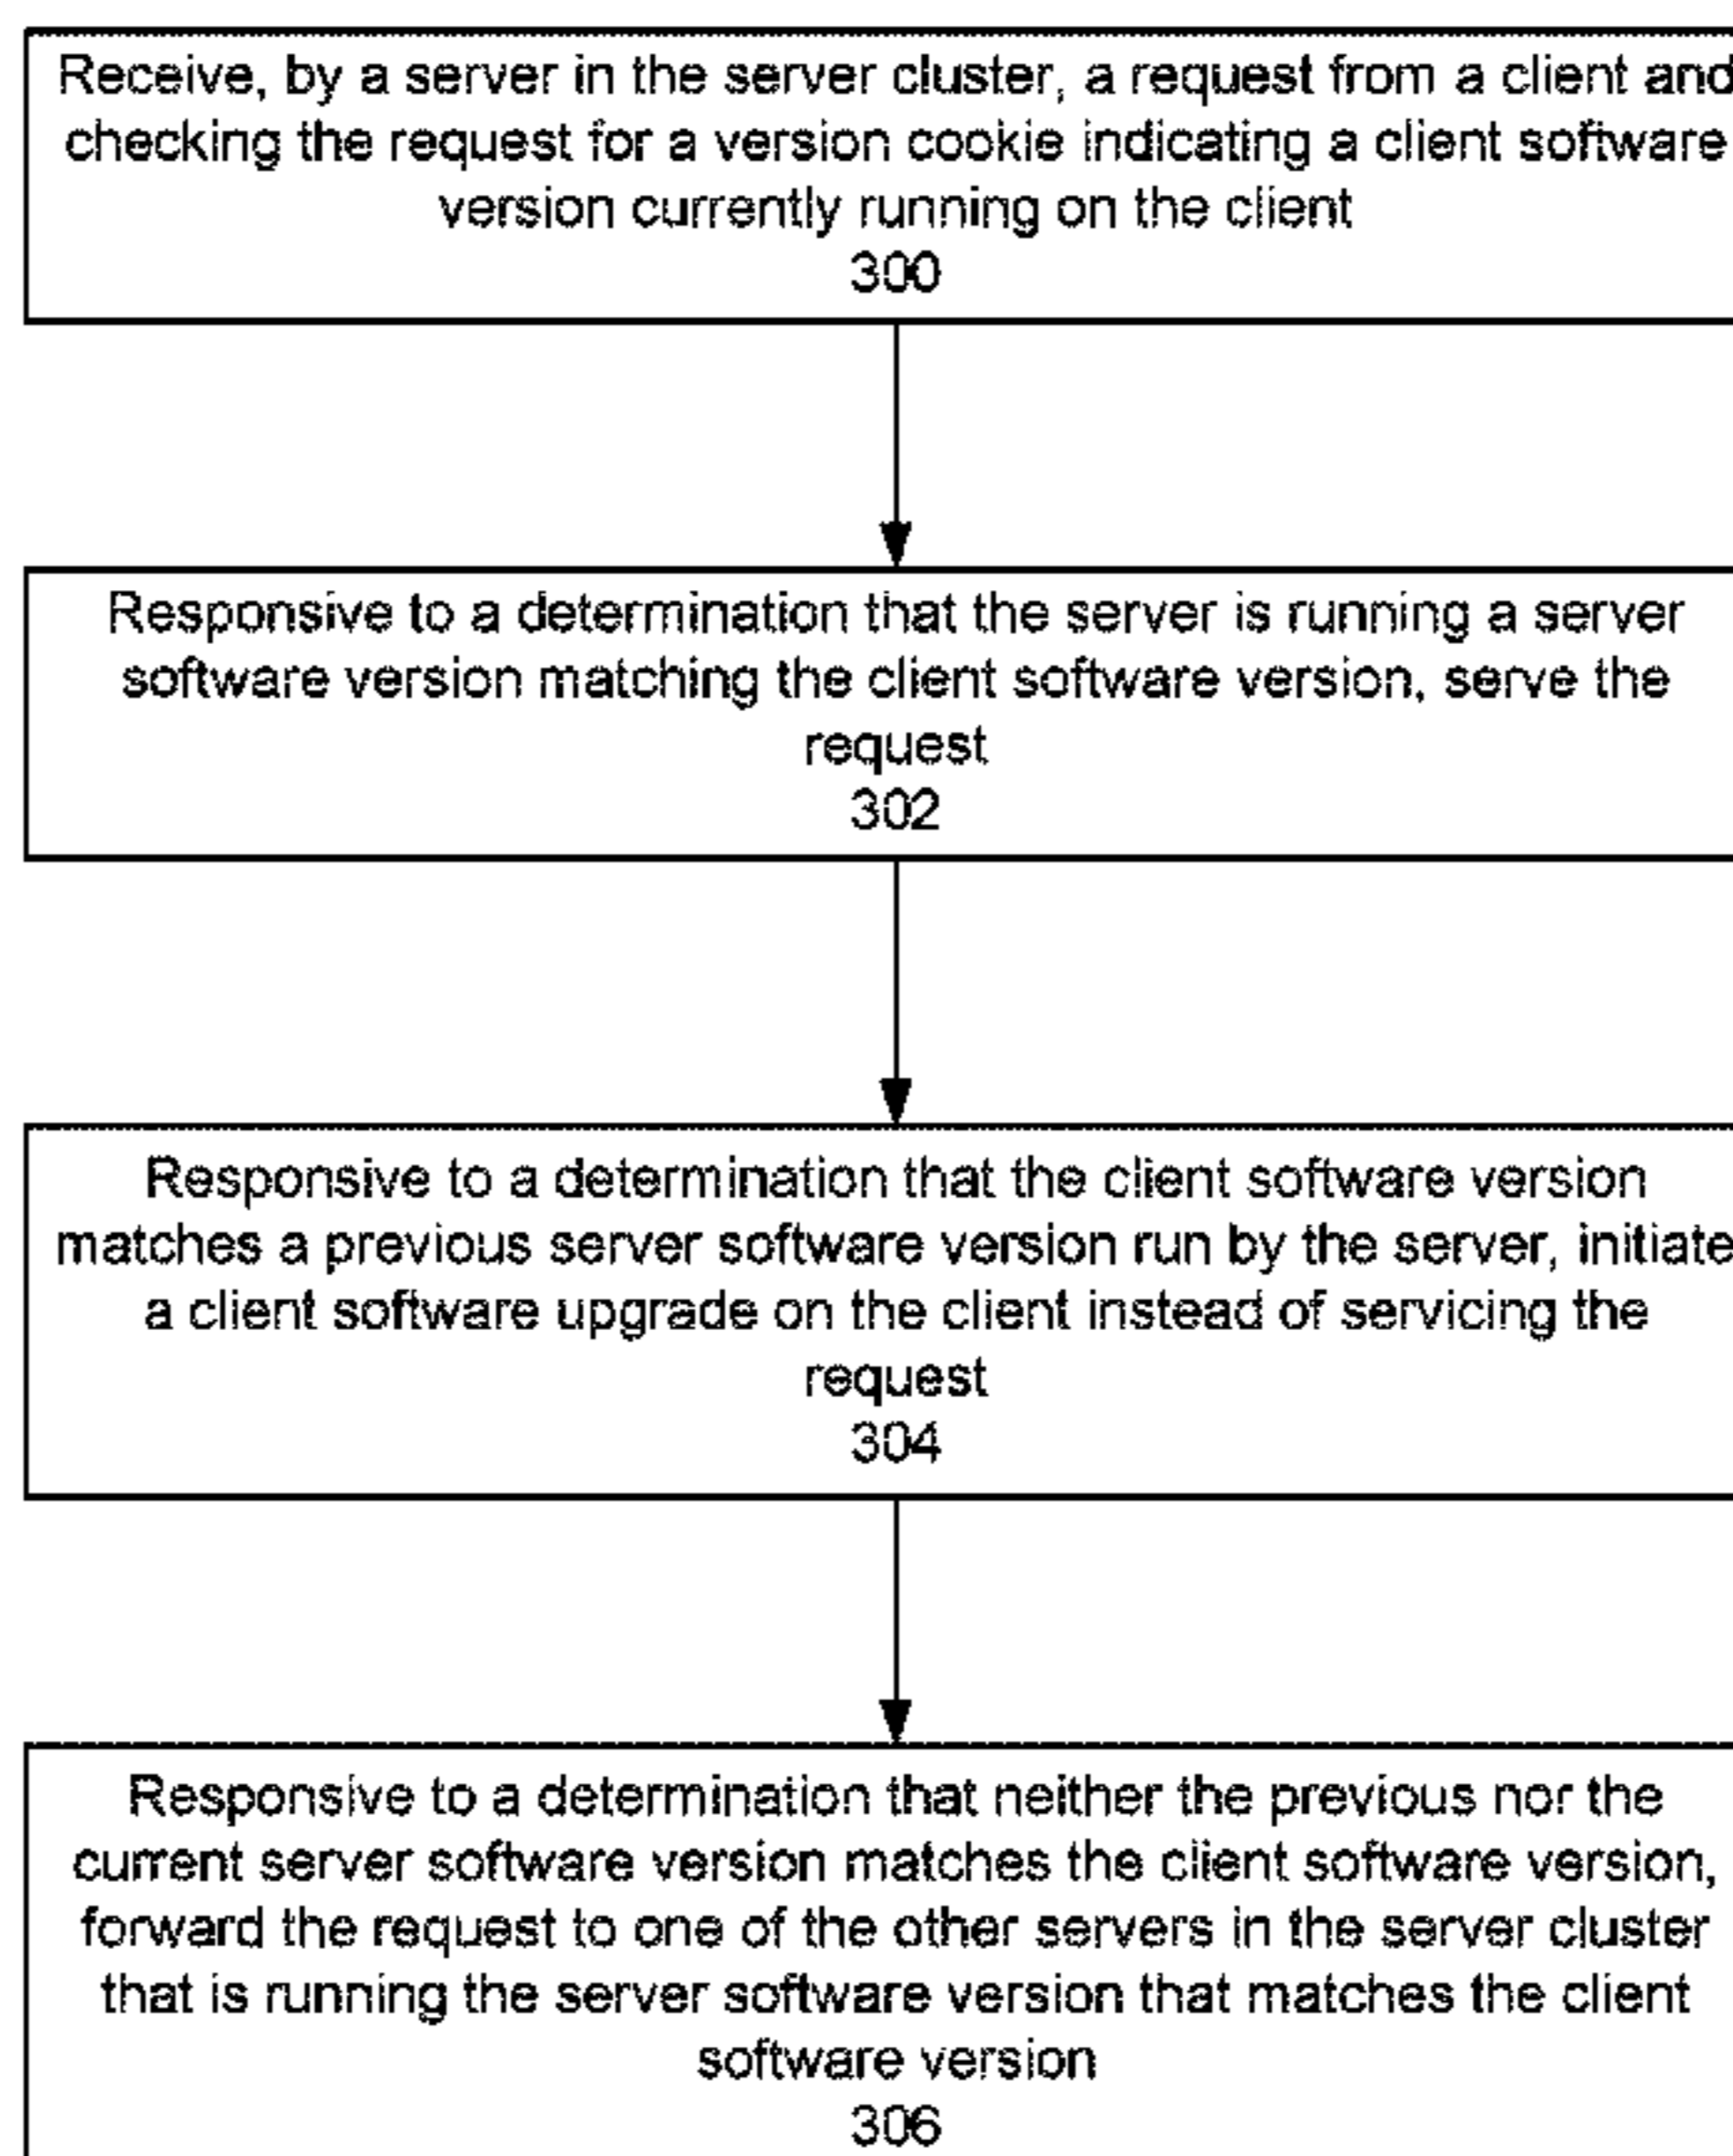 Receive, by a server in the server cluster, a request from a client and
checking the request for a version cookie indicating a client software
version currently running on the client
300
Responsive to a determination that the server is running a server
software version matching the client software version, serve the
request
302
Responsive to a determination that the client software version
matches a previous server software version run by the server, initiate
a client software upgrade on the client instead of servicing the
request
304
Responsive to a determination that neither the previous nor the
current server software version matches the client software version,
forward the request to one of the other servers in the server cluster
that is running the server software version that matches the client
software version
306